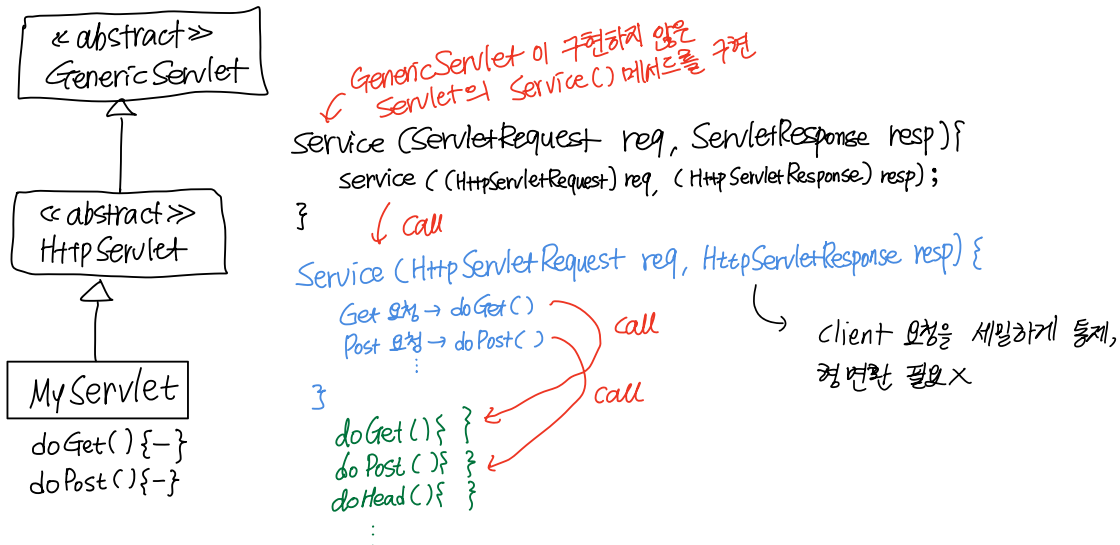 ≪abstract≫
GenericServlet
≪abstract≫
HttpServlet
MyServlet
doGet(){-}
doPost(){-}
GenericServlet이 구현하지 않은
Servlet의 Service()메서드를 구현
Service (ServletRequest req, ServletResponse resp){
service ((HttpServletRequest)req, (HttpServletResponse) resp);
}
call
Service (HttpServletRequest req, HttpServletResponse resp) {
Get 요청→doGet()
Post 요청→doPost()
⋮
}
call
call
client 요청을 세밀하게 통제,
형변환 필요X
doGet(){ }
doPost(){ }
doHead(){ }
⋮